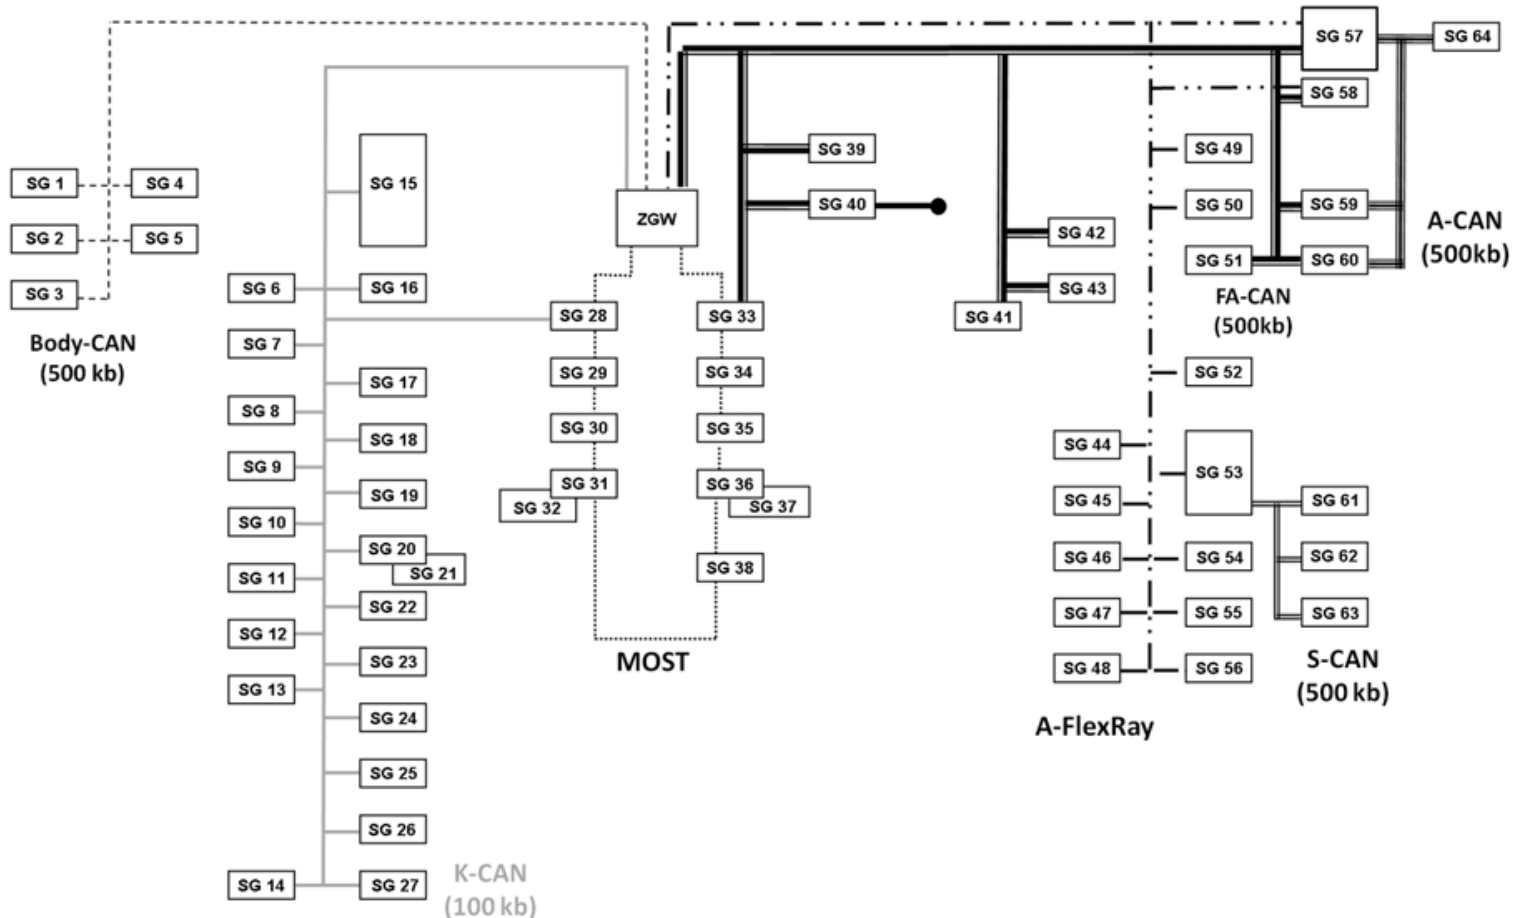 SG 57
SG 64
SG 58
SG 15
SG 39
SG 49
SG 1
SG 4
ZGW
SG 40
SG 50
SG 59
A-CAN
(500kb)
SG 2
SG 5
SG 42
SG 51
SG 60
SG 3
SG 6
SG 16
SG 43
FA-CAN
(500kb)
SG 28
SG 33
SG 41
Body-CAN
(500 kb)
SG 7
SG 17
SG 29
SG 34
SG 52
SG 8
SG 18
SG 30
SG 35
SG 44
SG 53
SG 9
SG 19
SG 31
SG 32
SG 36
SG 37
SG 45
SG 61
SG 10
SG 20
SG 21
SG 46
SG 54
SG 62
SG 11
SG 38
SG 22
SG 47
SG 55
SG 63
SG 12
SG 23
MOST
SG 48
SG 56
S-CAN
(500 kb)
SG 13
SG 24
A-FlexRay
SG 25
SG 26
SG 14
SG 27
K-CAN
(100 kb)